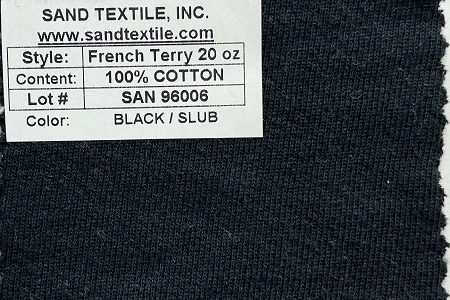 SAND TEXTILE, INC.
www.sandtextile.com
Style: French Terry 20 oz
Content: 100% COTTON
Lot # SAN 96006
Color: BLACK / SLUB